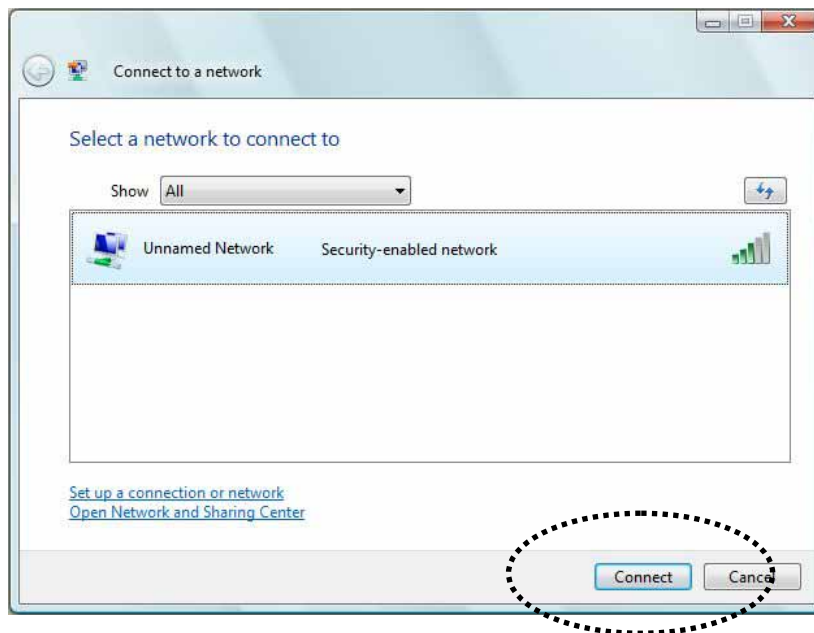 Connect to a network
Select a network to connect to
Show All
Unnamed Network Security-enabled network
Set up a connection or network
Open Network and Sharing Center
Connect Cancel